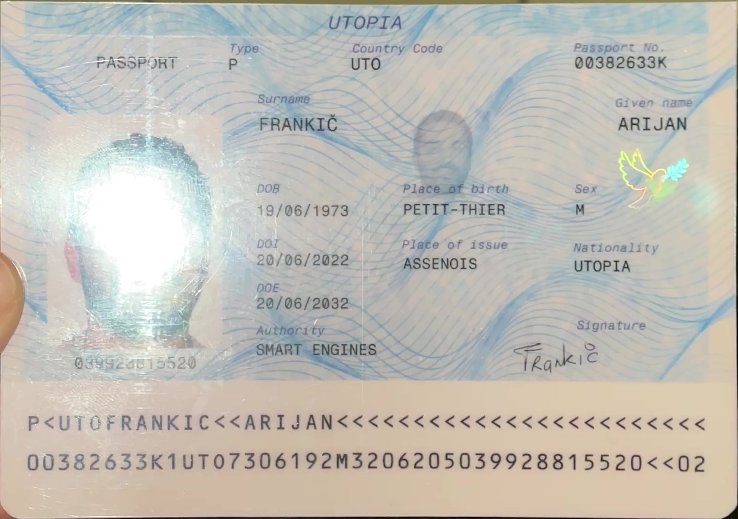 UTOPIA
PASSPORT
Type
P
Country Code
UTO
Passport No.
00382633K
Surname
FRANKIČ
Given name
ARIJAN
DOB
19/06/1973
Place of birth
PETIT-THIER
Sex
M
DOI
20/06/2022
Place of issue
ASSENOIS
Nationality
UTOPIA
DOE
20/06/2032
Authority
SMART ENGINES
Signature
Frankič
039928815520
P<UTOFRANKIC<<ARIJAN<<<<<<<<<<<<<<<<<<<<<<<<
00382633K1UTO7306192M3206205039928815520<<02